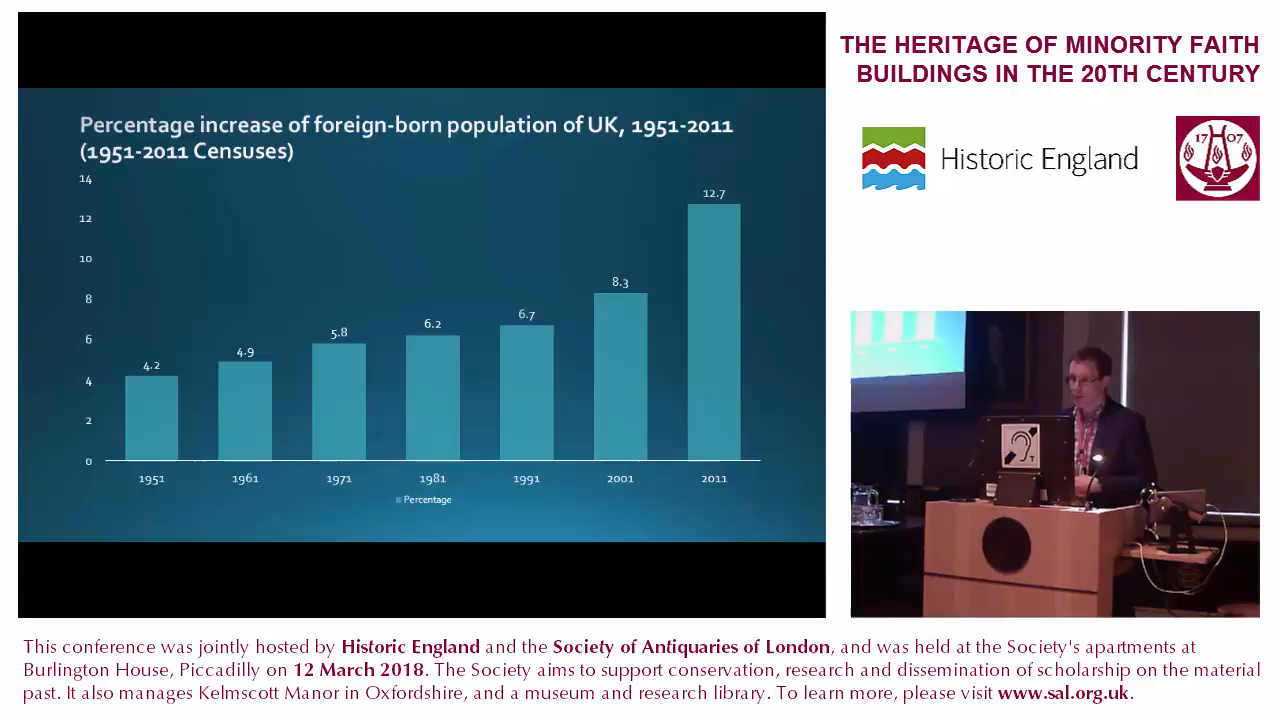 THE HERITAGE OF MINORITY FAITH
BUILDINGS IN THE 20TH CENTURY
Historic England
17 07
Percentage increase of foreign-born population of UK, 1951-2011
(1951-2011 Censuses)
14
12
10
8
6
4
2
0
4.2
4.9
5.8
6.2
6.7
8.3
12.7
1951 1961 1971 1981 1991 2001 2011
Percentage
T
This conference was jointly hosted by Historic England and the Society of Antiquaries of London, and was held at the Society's apartments at
Burlington House, Piccadilly on 12 March 2018. The Society aims to support conservation, research and dissemination of scholarship on the material
past. It also manages Kelmscott Manor in Oxfordshire, and a museum and research library. To learn more, please visit www.sal.org.uk.